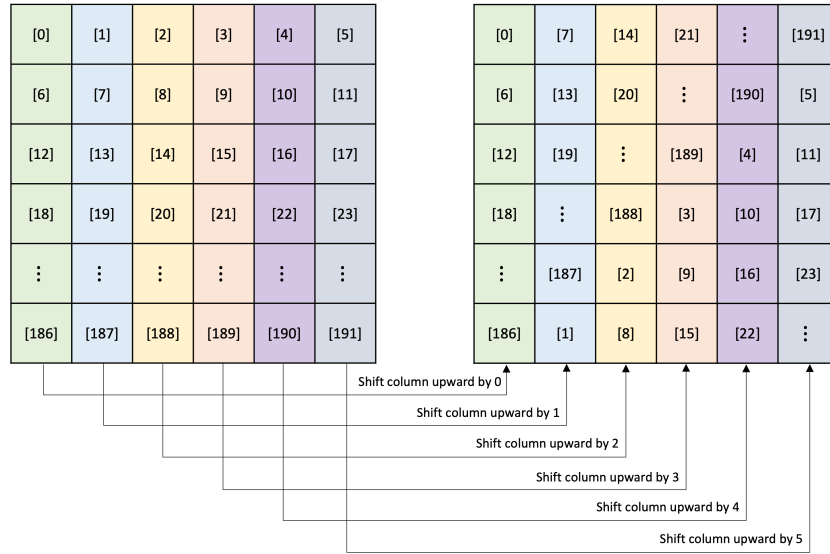 [0] [1] [2] [3] [4] [5] [0] [7] [14] [21] ⋮ [191]
[6] [7] [8] [9] [10] [11] [6] [13] [20] ⋮ [190] [5]
[12] [13] [14] [15] [16] [17] [12] [19] ⋮ [189] [4] [11]
[18] [19] [20] [21] [22] [23] [18] ⋮ [188] [3] [10] [17]
⋮ ⋮ ⋮ ⋮ ⋮ ⋮ ⋮ [187] [2] [9] [16] [23]
[186] [187] [188] [189] [190] [191] [186] [1] [8] [15] [22] ⋮
Shift column upward by 0
Shift column upward by 1
Shift column upward by 2
Shift column upward by 3
Shift column upward by 4
Shift column upward by 5